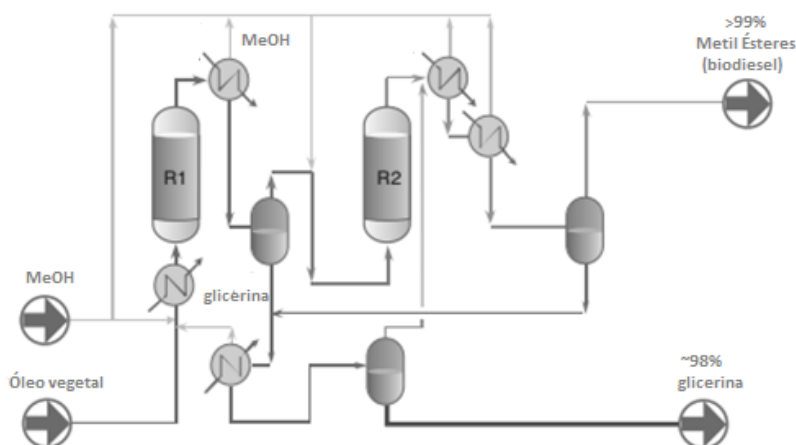 >99%
Metil Ésteres
(biodiesel)
MeOH
R1
R2
MeOH
glicerina
Óleo vegetal
~98%
glicerina